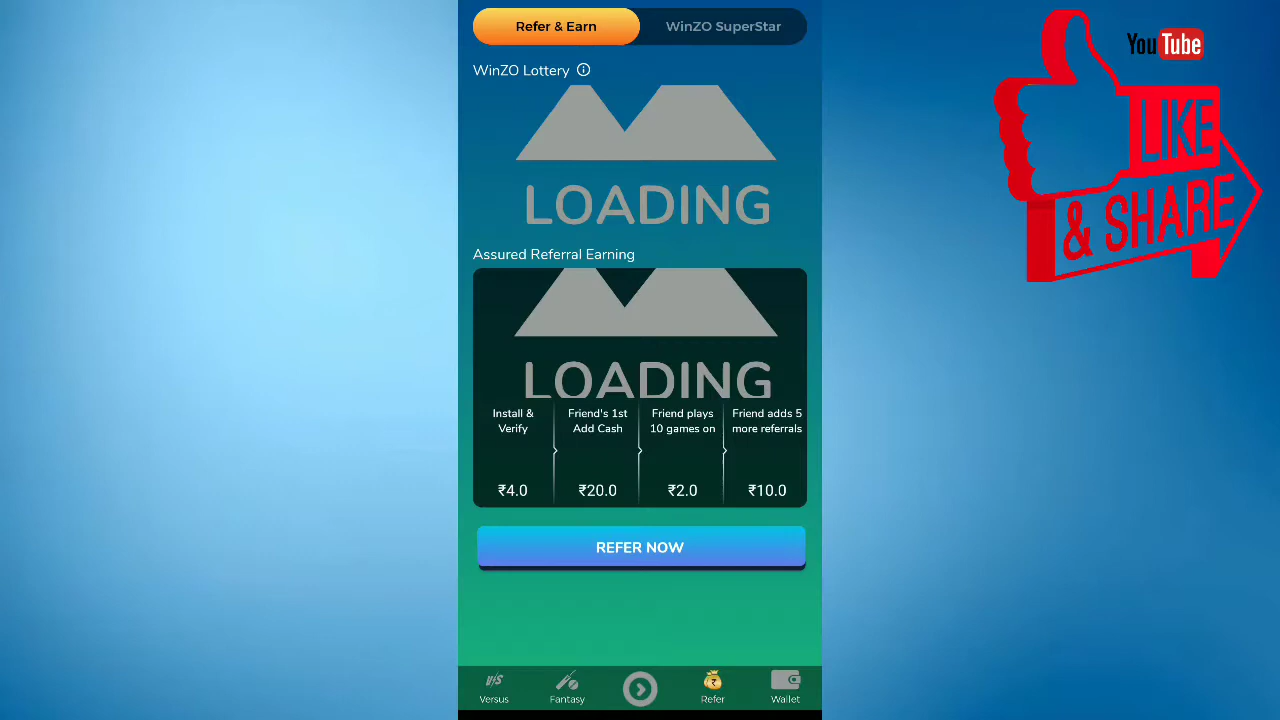 Refer & Earn
WinZO SuperStar
WinZO Lottery
LOADING
Assured Referral Earning
LOADING
Install &
Verify
₹4.0
Friend's 1st
Add Cash
₹20.0
Friend plays
10 games on
₹2.0
Friend adds 5
more referrals
₹10.0
REFER NOW
V/S
Versus
Fantasy
₹
Refer
Wallet
YouTube
LIKE
& SHARE